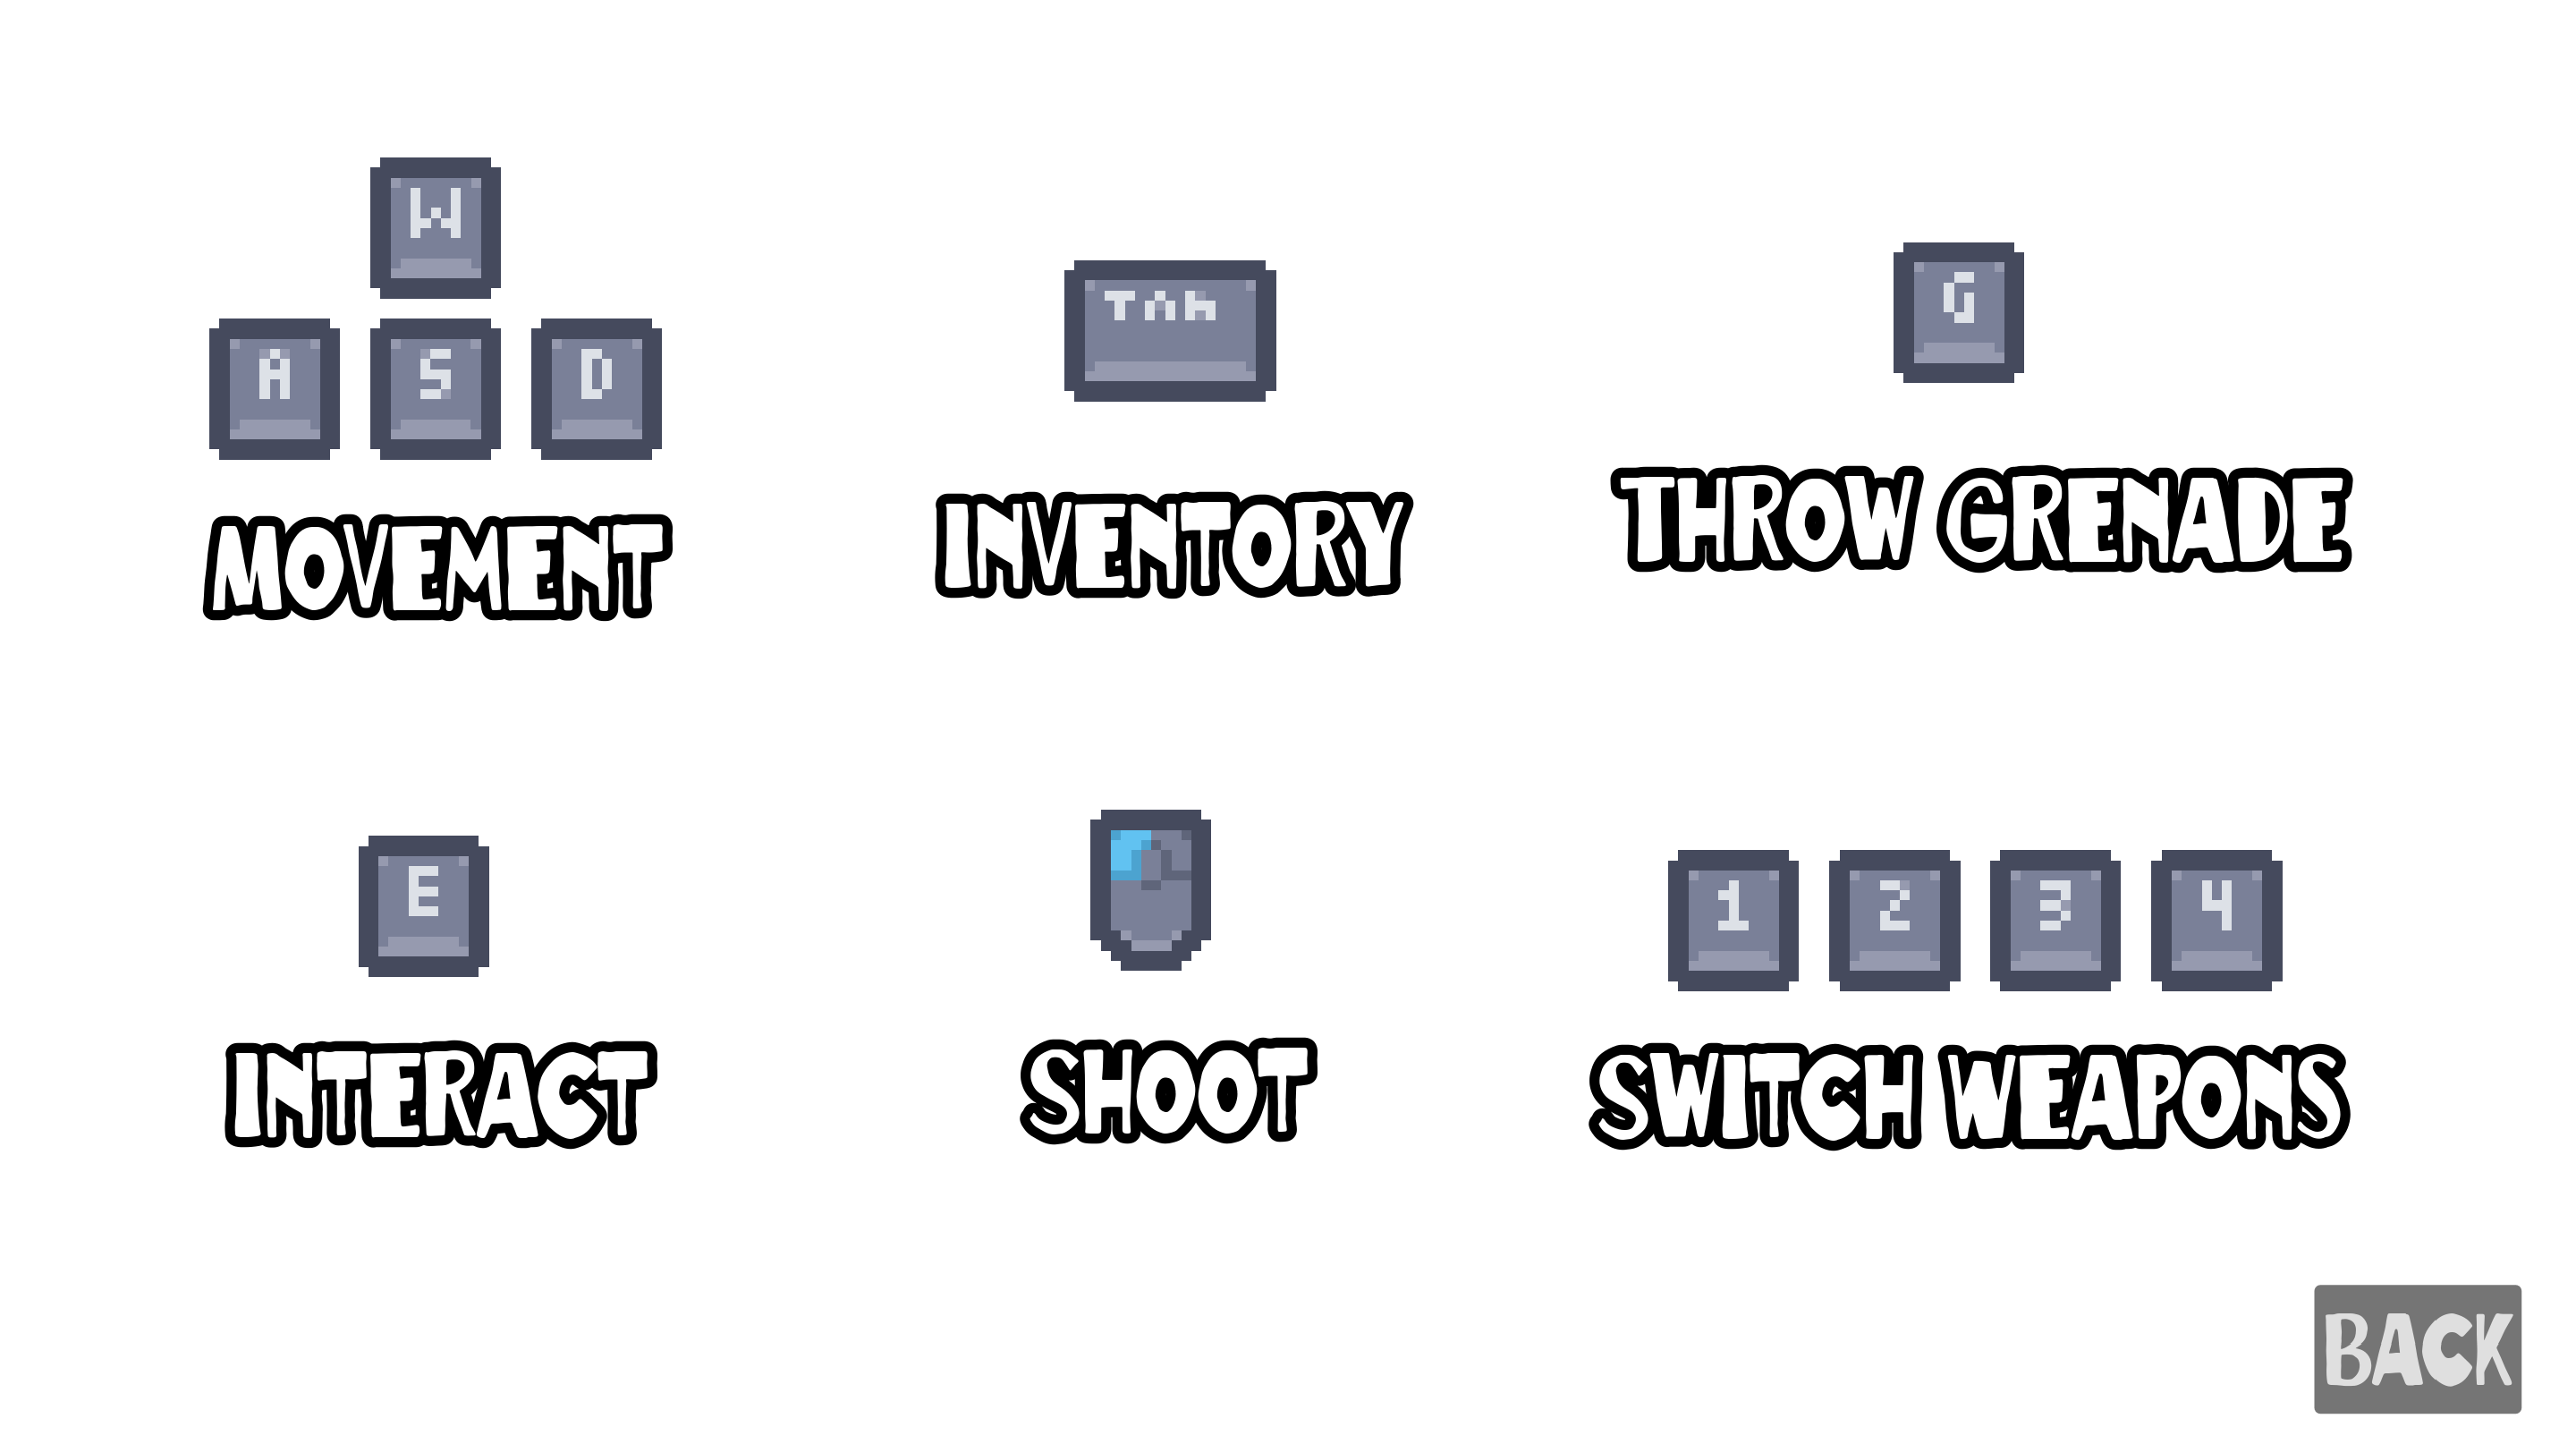 W
A S D
MOVEMENT
Tab
INVENTORY
G
THROW GRENADE
E
INTERACT
SHOOT
1 2 3 4
SWITCH WEAPONS
BACK